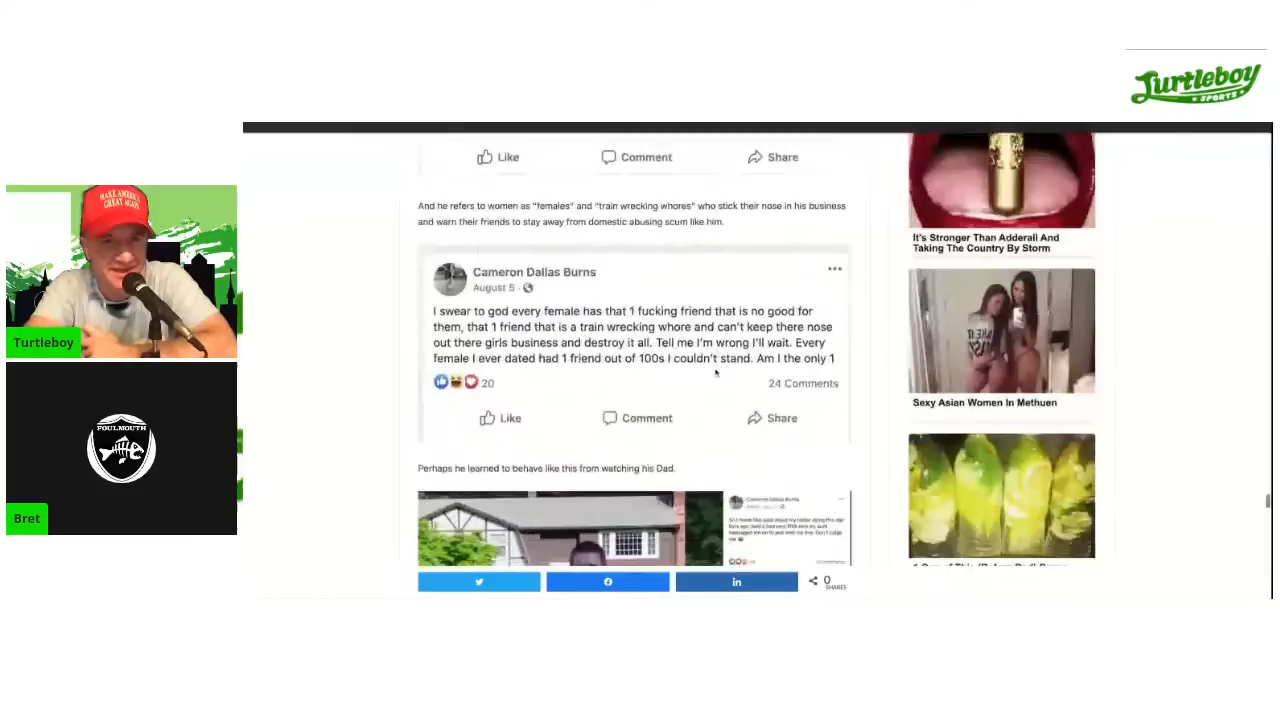 Turtleboy
SPORTS
MAKE AMERICA
GREAT AGAIN
Turtleboy
FOULMOUTH
Bret
Like Comment Share
And he refers to women as "females" and "train wrecking whores" who stick their nose in his business
and warn their friends to stay away from domestic abusing scum like him.
Cameron Dallas Burns
August 5 ·
I swear to god every female has that 1 fucking friend that is no good for
them, that 1 friend that is a train wrecking whore and can't keep there nose
out there girls business and destroy it all. Tell me I'm wrong I'll wait. Every
female I ever dated had 1 friend out of 100s I couldn't stand. Am I the only 1
20 24 Comments
Like Comment Share
Perhaps he learned to behave like this from watching his Dad.
Cameron Dallas Burns
0
SHARES
It's Stronger Than Adderall And
Taking The Country By Storm
Sexy Asian Women In Methuen